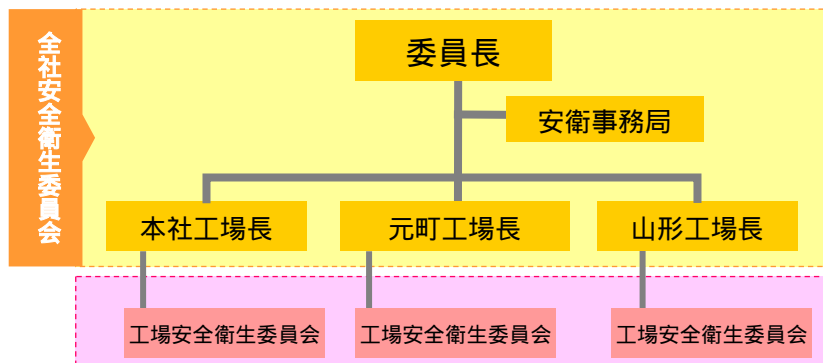 全社安全衛生委員会
委員長
安衛事務局
本社工場長
元町工場長
山形工場長
工場安全衛生委員会
工場安全衛生委員会
工場安全衛生委員会